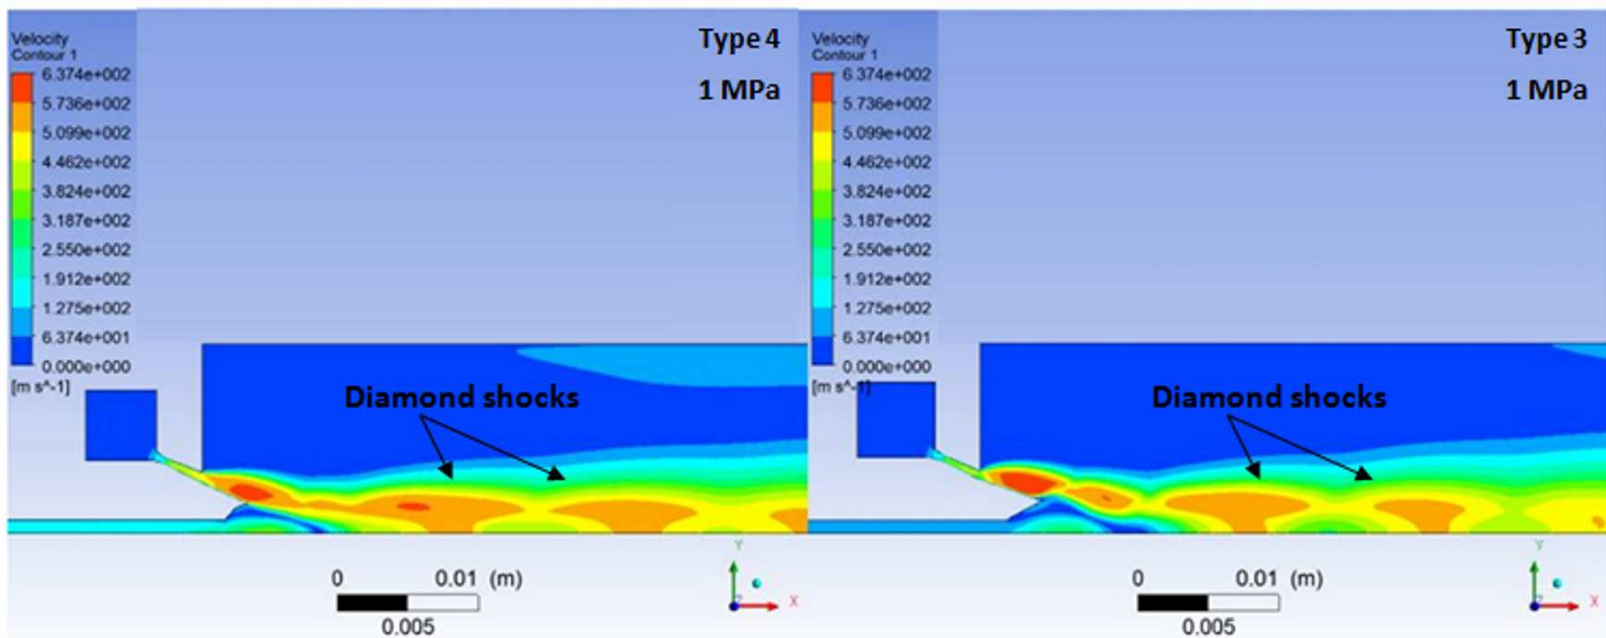 Velocity
Contour 1
6.374e+002
5.736e+002
5.099e+002
4.462e+002
3.824e+002
3.187e+002
2.550e+002
1.912e+002
1.275e+002
6.374e+001
0.000e+000
[m s^-1]
Type 4
1 MPa
Diamond shocks
0 0.01 (m)
0.005
Y
X
Z
Velocity
Contour 1
6.374e+002
5.736e+002
5.099e+002
4.462e+002
3.824e+002
3.187e+002
2.550e+002
1.912e+002
1.275e+002
6.374e+001
0.000e+000
[m s^-1]
Type 3
1 MPa
Diamond shocks
0 0.01 (m)
0.005
Y
X
Z